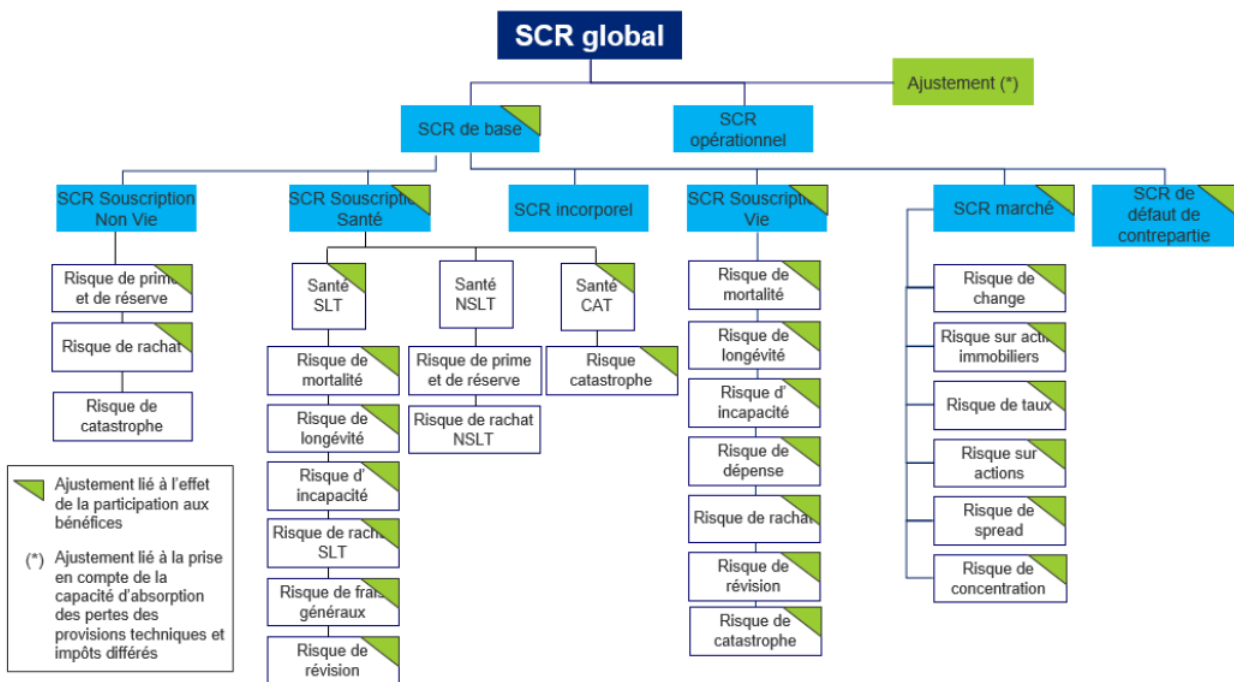 SCR global
Ajustement (*)
SCR de base
SCR
opérationnel
SCR Souscription
Non Vie
SCR Souscription
Santé
SCR incorporel
SCR Souscription
Vie
SCR marché
SCR de
défaut de
contrepartie
Risque de prime
et de réserve
Risque de rachat
Risque de
catastrophe
Santé
SLT
Santé
NSLT
Santé
CAT
Risque de
mortalité
Risque de
longévité
Risque d'
incapacité
Risque de rachat
SLT
Risque de frais
généraux
Risque de
révision
Risque de prime
et de réserve
Risque de rachat
NSLT
Risque
catastrophe
Risque de
mortalité
Risque de
longévité
Risque d'
incapacité
Risque de
dépense
Risque de rachat
Risque de
révision
Risque de
catastrophe
Risque de
change
Risque sur actifs
immobiliers
Risque de taux
Risque sur
actions
Risque de
spread
Risque de
concentration
Ajustement lié à l'effet
de la participation aux
bénéfices
(*) Ajustement lié à la prise
en compte de la
capacité d'absorption
des pertes des
provisions techniques et
impôts différés